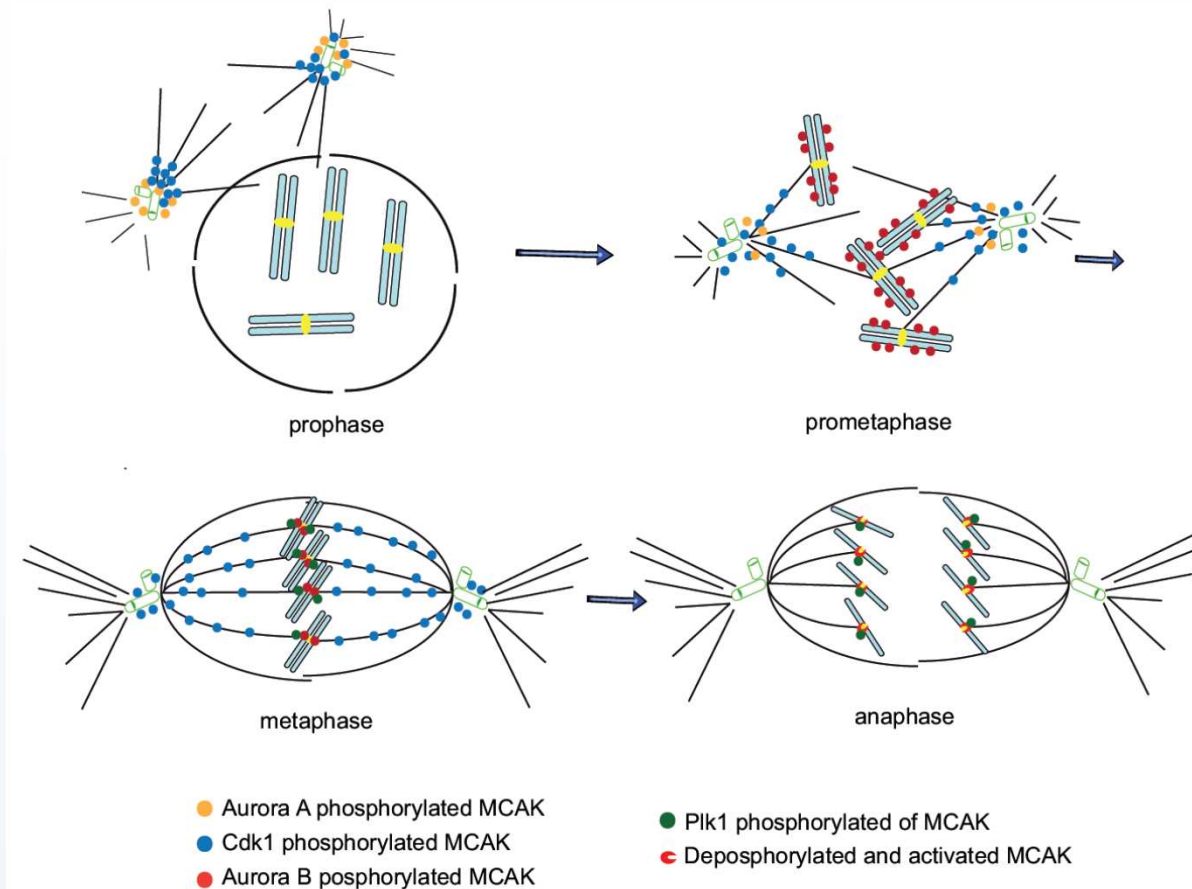 prophase
prometaphase
metaphase
anaphase
Aurora A phosphorylated MCAK
Cdk1 phosphorylated MCAK
Aurora B posphorylated MCAK
Plk1 phosphorylated of MCAK
Deposphorylated and activated MCAK